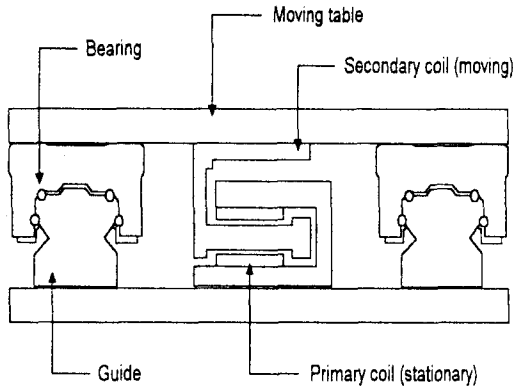 Moving table
Bearing
Secondary coil (moving)
Guide
Primary coil (stationary)